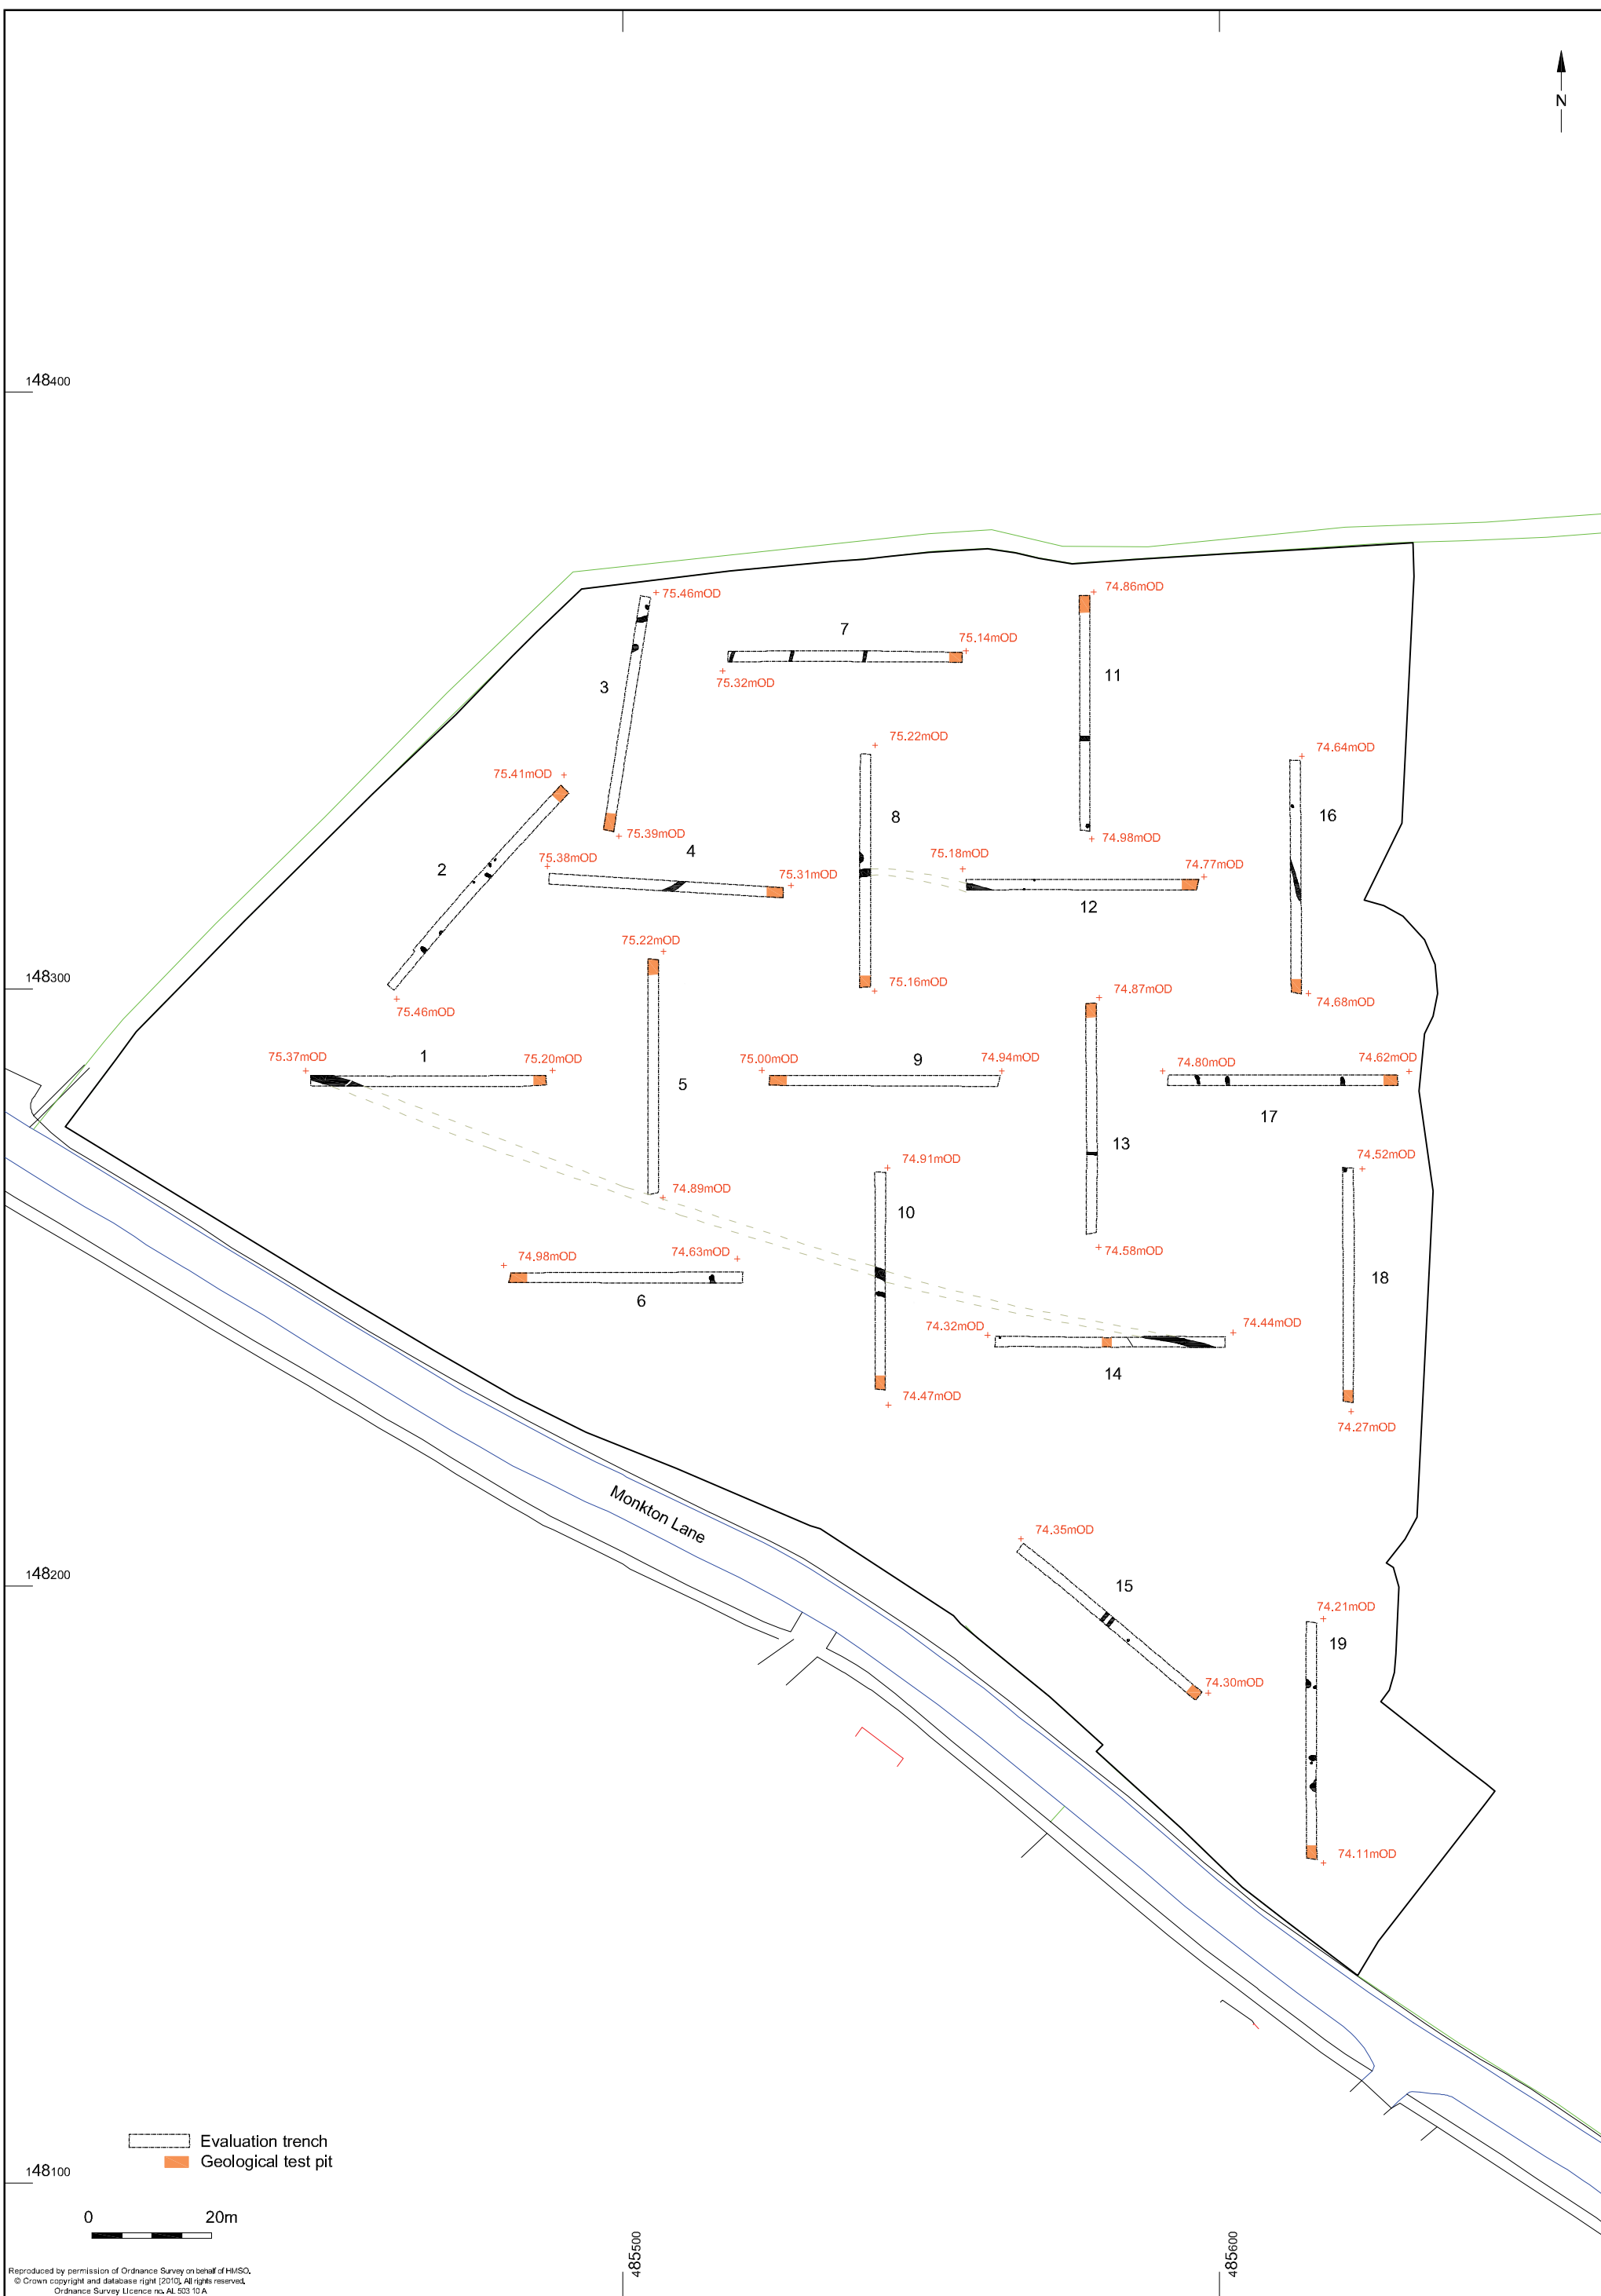 N
148400
75.46mOD
74.86mOD
7
75.14mOD
3
75.32mOD
11
75.22mOD
74.64mOD
75.41mOD
8
16
75.39mOD
74.98mOD
4
75.38mOD
75.18mOD
2
75.31mOD
74.77mOD
12
75.22mOD
148300
75.16mOD
74.87mOD
74.68mOD
75.46mOD
75.37mOD
1
75.20mOD
75.00mOD
9
74.94mOD
74.80mOD
74.62mOD
5
17
13
74.91mOD
74.52mOD
74.89mOD
10
74.98mOD
74.63mOD
74.58mOD
18
6
74.32mOD
74.44mOD
14
74.47mOD
74.27mOD
Monkton Lane
74.35mOD
148200
15
74.21mOD
19
74.30mOD
74.11mOD
Evaluation trench
Geological test pit
148100
0 20m
485500
485600
Reproduced by permission of Ordnance Survey on behalf of HMSO.
© Crown copyright and database right [2010]. All rights reserved.
Ordnance Survey Licence no. AL 503 10 A